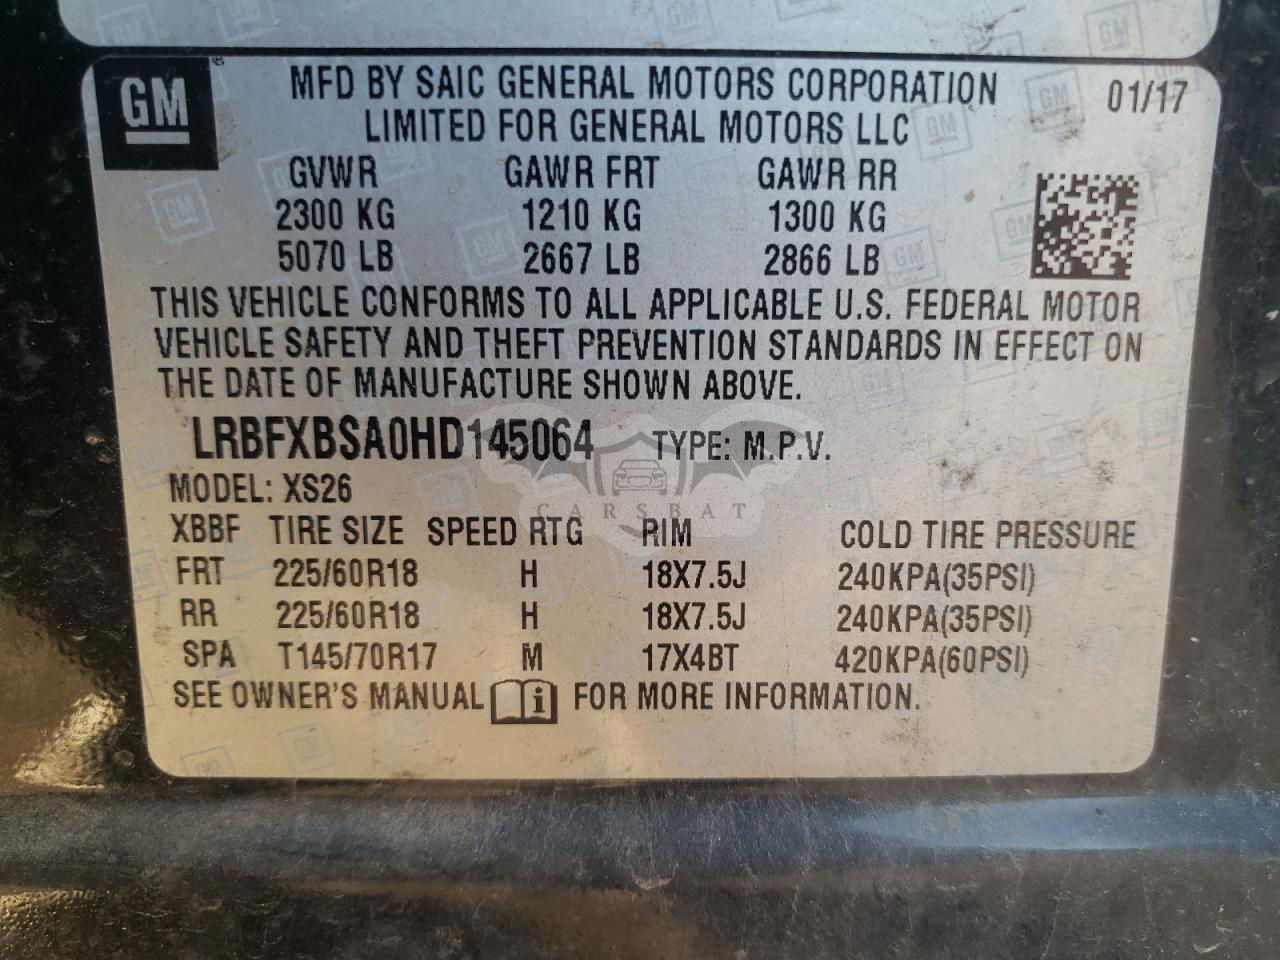 GM
MFD BY SAIC GENERAL MOTORS CORPORATION
01/17
LIMITED FOR GENERAL MOTORS LLC
GVWR GAWR FRT GAWR RR
2300 KG 1210 KG 1300 KG
5070 LB 2667 LB 2866 LB
THIS VEHICLE CONFORMS TO ALL APPLICABLE U.S. FEDERAL MOTOR
VEHICLE SAFETY AND THEFT PREVENTION STANDARDS IN EFFECT ON
THE DATE OF MANUFACTURE SHOWN ABOVE.
LRBFXBSA0HD145064 TYPE: M.P.V.
MODEL: XS26
CARSBAT
XBBF TIRE SIZE SPEED RTG RIM COLD TIRE PRESSURE
FRT 225/60R18 H 18X7.5J 240KPA(35PSI)
RR 225/60R18 H 18X7.5J 240KPA(35PSI)
SPA T145/70R17 M 17X4BT 420KPA(60PSI)
SEE OWNER'S MANUAL i FOR MORE INFORMATION.